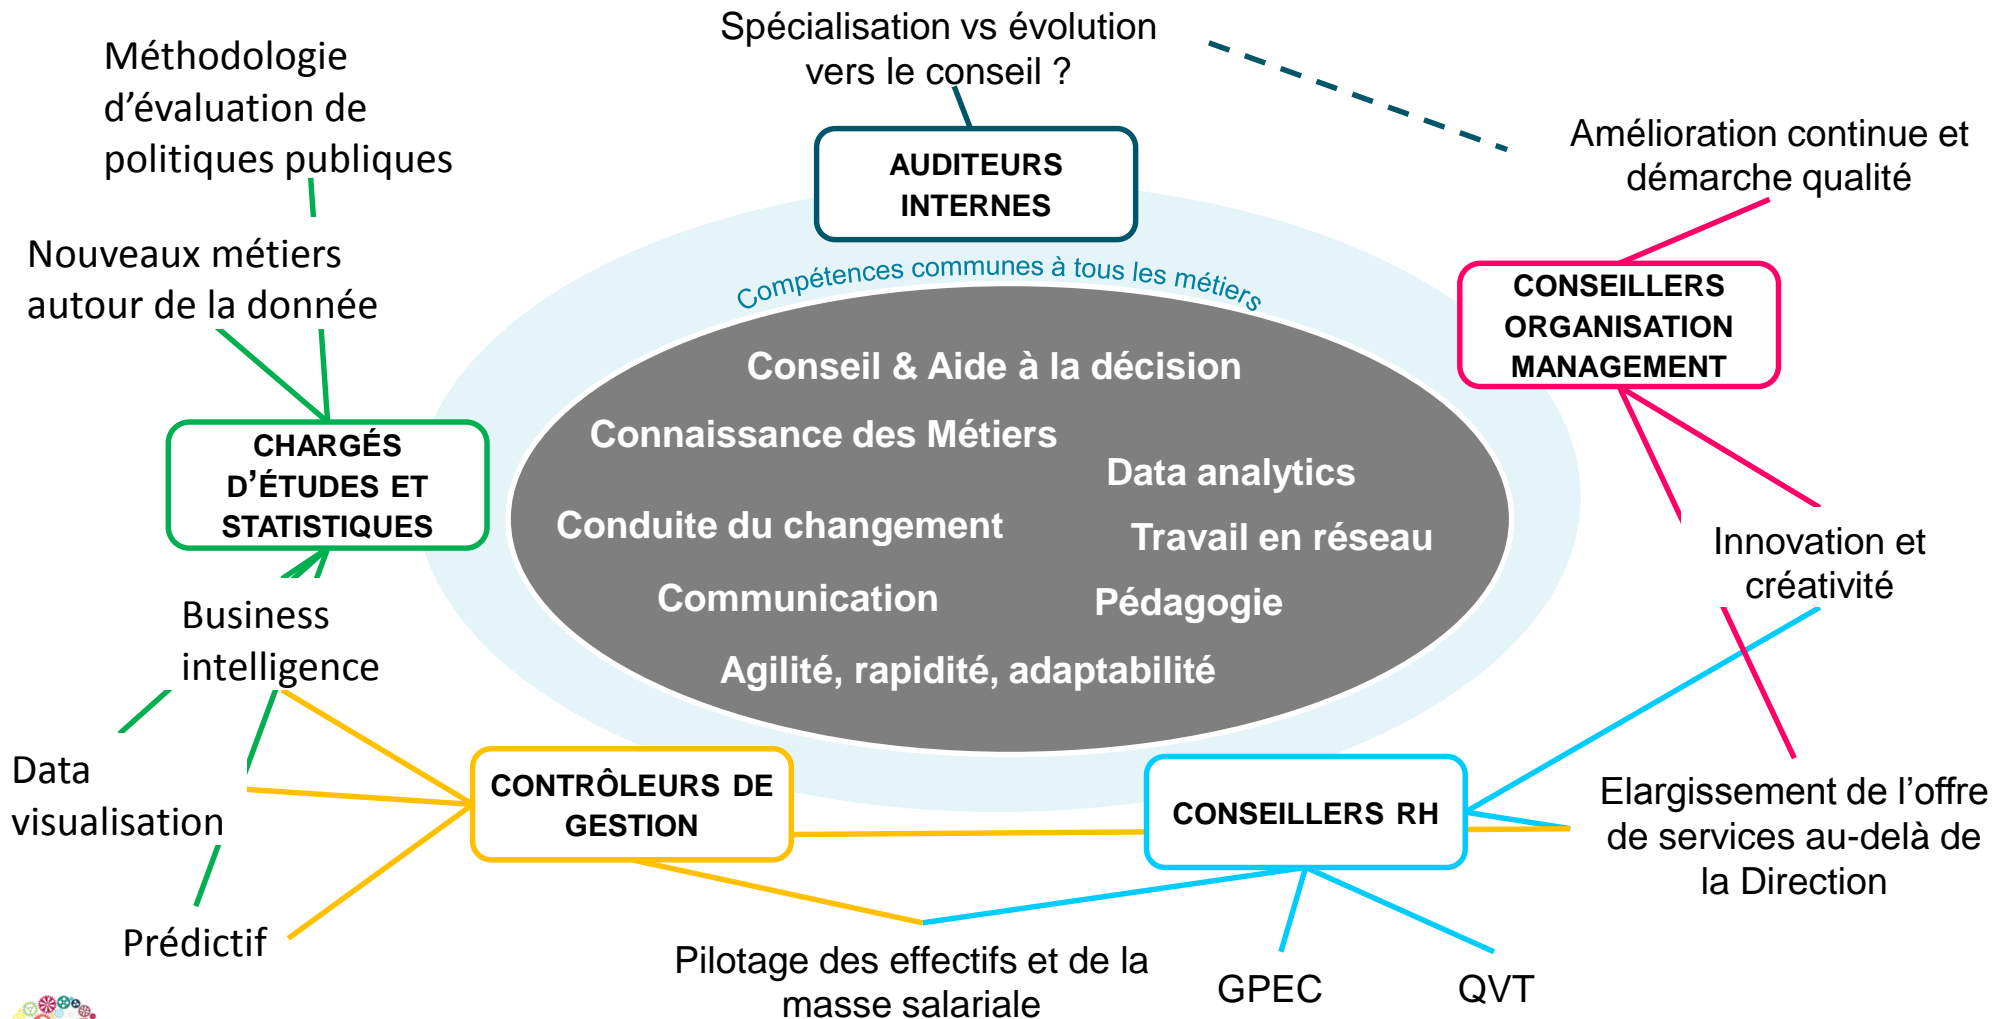 Spécialisation vs évolution
vers le conseil ?
Méthodologie
d’évaluation de
politiques publiques
AUDITEURS
INTERNES
Amélioration continue et
démarche qualité
Nouveaux métiers
autour de la donnée
Compétences communes à tous les métiers
CONSEILLERS
ORGANISATION
MANAGEMENT
Conseil & Aide à la décision
Connaissance des Métiers
Data analytics
CHARGÉS
D’ÉTUDES ET
STATISTIQUES
Conduite du changement
Travail en réseau
Innovation et
créativité
Communication
Pédagogie
Business
intelligence
Agilité, rapidité, adaptabilité
Data
visualisation
CONTRÔLEURS DE
GESTION
CONSEILLERS RH
Elargissement de l’offre
de services au-delà de
la Direction
Prédictif
Pilotage des effectifs et de la
masse salariale
GPEC
QVT